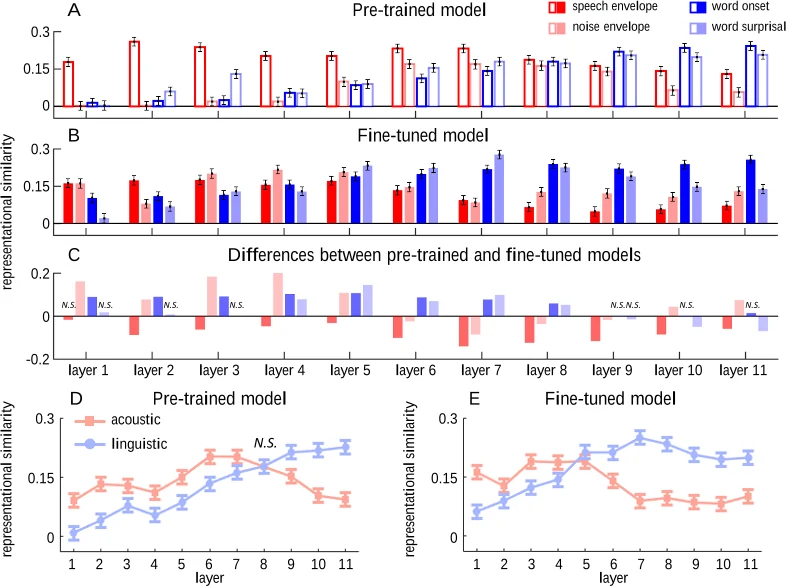 A
Pre-trained model
speech envelope
word onset
noise envelope
word surprisal
0.3
0.15
0
B
Fine-tuned model
0.3
0.15
0
representational similarity
C
Differences between pre-trained and fine-tuned models
0.2
0
-0.2
N.S. N.S. N.S. N.S. N.S.N.S. N.S. N.S.
layer 1 layer 2 layer 3 layer 4 layer 5 layer 6 layer 7 layer 8 layer 9 layer 10 layer 11
D
Pre-trained model
acoustic
linguistic
N.S.
0.3
0.15
0
representational similarity
1 2 3 4 5 6 7 8 9 10 11
layer
E
Fine-tuned model
0.3
0.15
0
representational similarity
1 2 3 4 5 6 7 8 9 10 11
layer